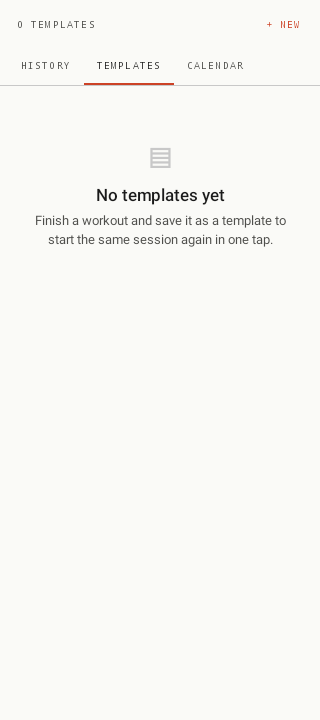 0 TEMPLATES
+ NEW
HISTORY
TEMPLATES
CALENDAR
No templates yet
Finish a workout and save it as a template to
start the same session again in one tap.